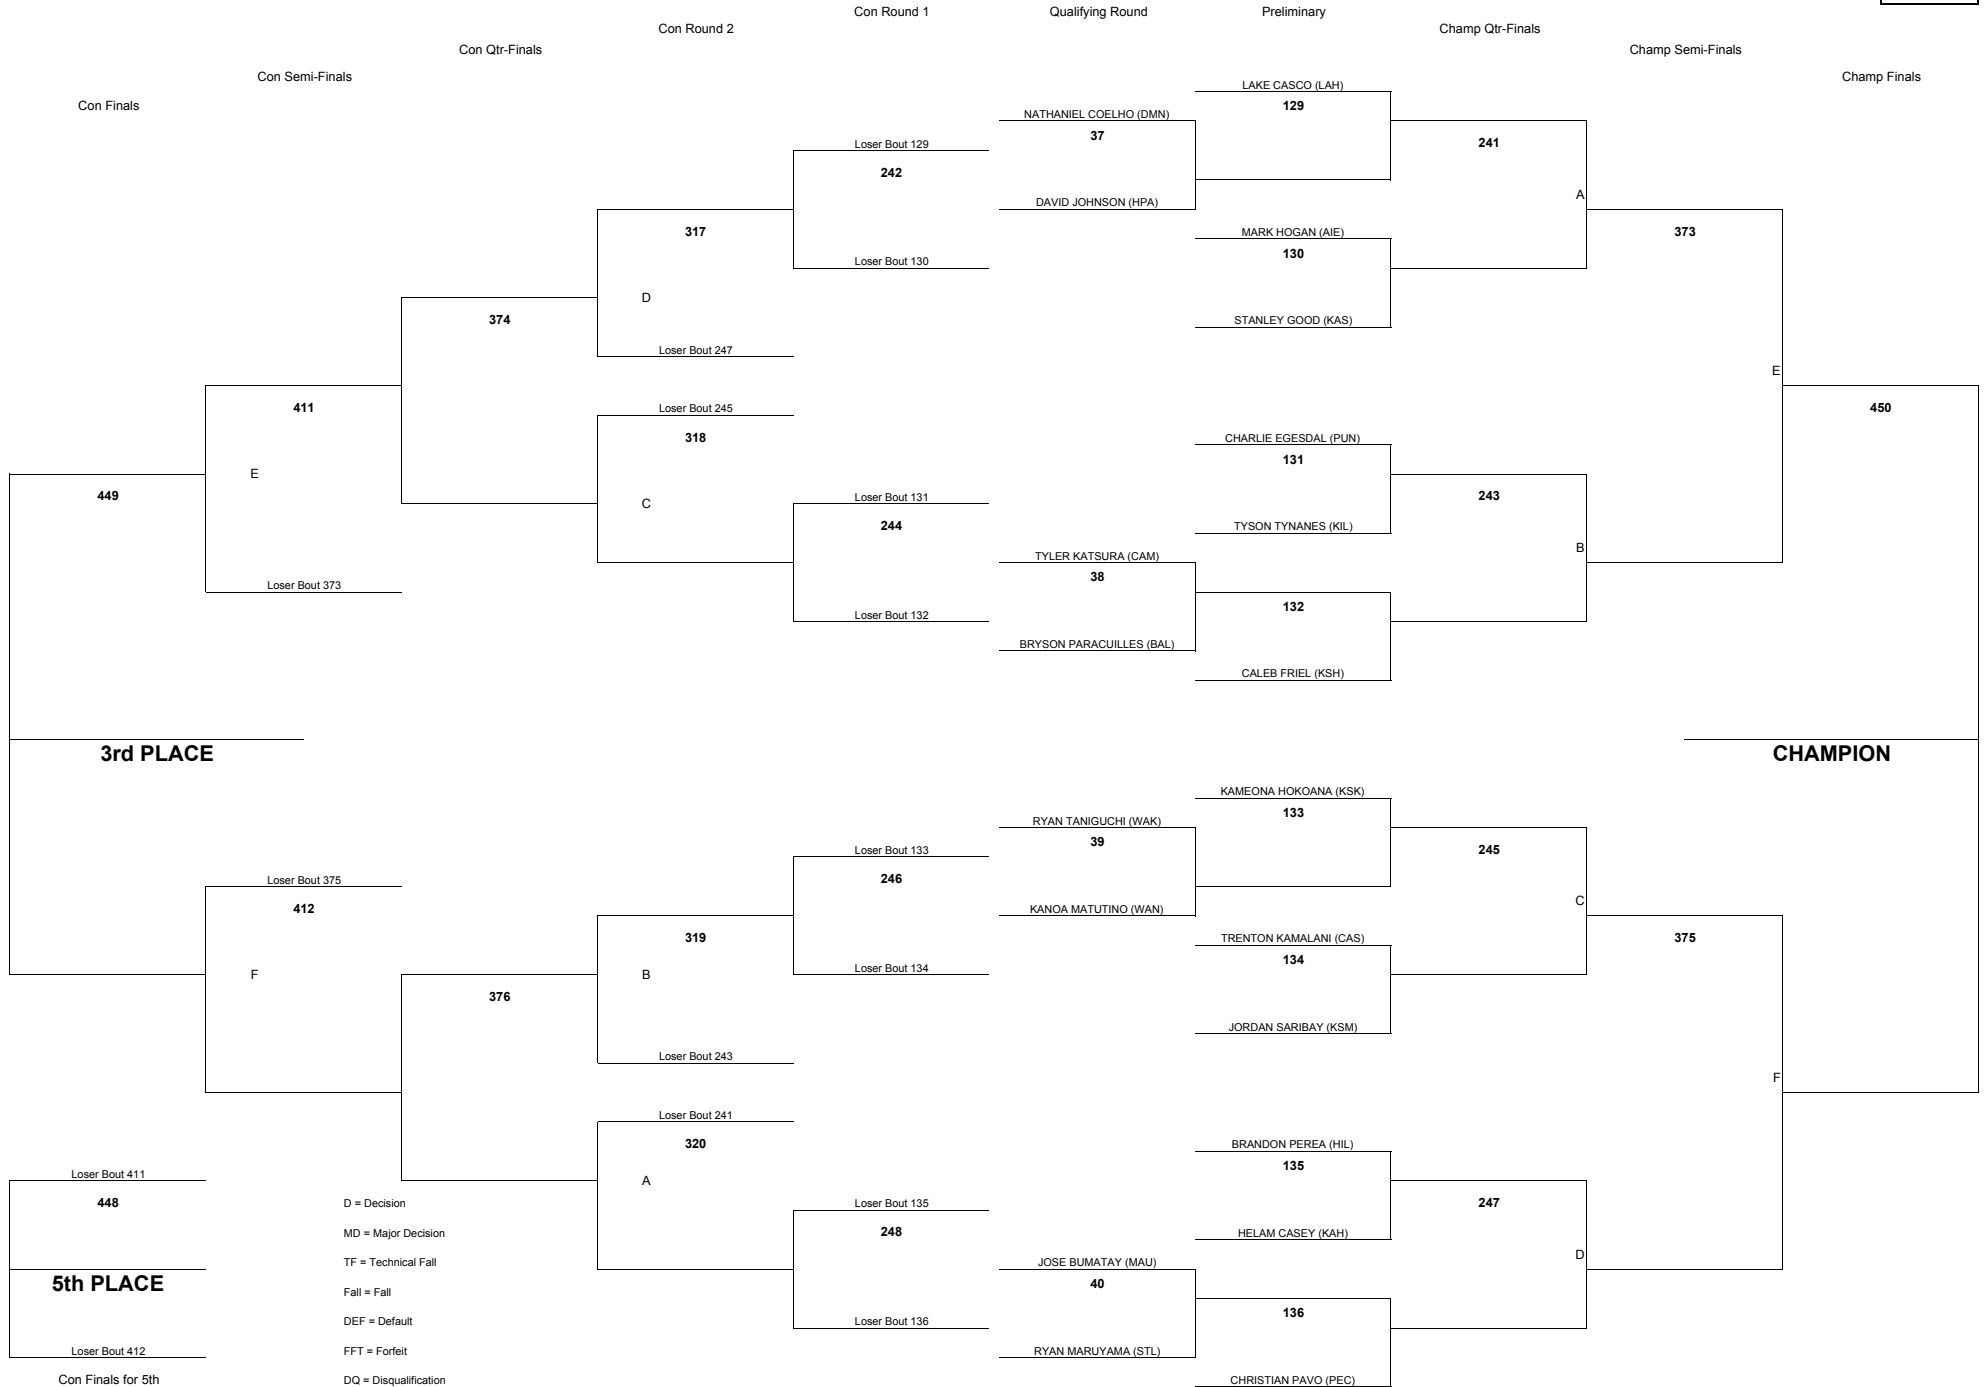 Con Round 1
Qualifying Round
Preliminary
Con Round 2
Champ Qtr-Finals
Con Qtr-Finals
Champ Semi-Finals
Con Semi-Finals
Champ Finals
Con Finals
LAKE CASCO (LAH)
129
NATHANIEL COELHO (DMN)
37
Loser Bout 129
241
242
A
DAVID JOHNSON (HPA)
317
MARK HOGAN (AIE)
373
130
Loser Bout 130
D
374
STANLEY GOOD (KAS)
Loser Bout 247
E
411
Loser Bout 245
450
318
CHARLIE EGESDAL (PUN)
131
E
449
Loser Bout 131
243
C
244
TYSON TYNANES (KIL)
B
TYLER KATSURA (CAM)
38
Loser Bout 373
132
Loser Bout 132
BRYSON PARACUILLES (BAL)
CALEB FRIEL (KSH)
3rd PLACE
CHAMPION
KAMEONA HOKOANA (KSK)
133
RYAN TANIGUCHI (WAK)
39
Loser Bout 133
245
246
Loser Bout 375
412
C
KANOA MATUTINO (WAN)
319
TRENTON KAMALANI (CAS)
375
134
Loser Bout 134
F
B
376
JORDAN SARIBAY (KSM)
Loser Bout 243
F
Loser Bout 241
320
BRANDON PEREA (HIL)
135
Loser Bout 411
A
448
D = Decision
Loser Bout 135
247
248
MD = Major Decision
HELAM CASEY (KAH)
D
TF = Technical Fall
JOSE BUMATAY (MAU)
5th PLACE
40
Fall = Fall
136
DEF = Default
Loser Bout 136
Loser Bout 412
FFT = Forfeit
RYAN MARUYAMA (STL)
Con Finals for 5th
DQ = Disqualification
CHRISTIAN PAVO (PEC)